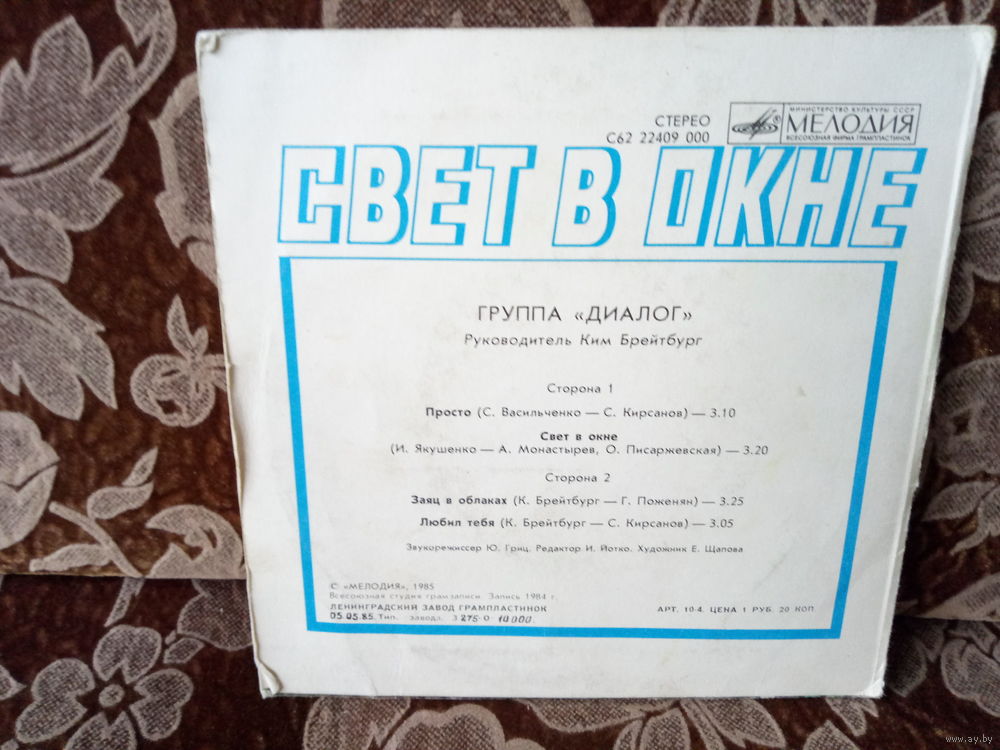 СТЕРЕО
С62 22409 000
МИНИСТЕРСТВО КУЛЬТУРЫ СССР
МЕЛОДИЯ
ВСЕСОЮЗНАЯ ФИРМА ГРАМПЛАСТИНОК
СВЕТ В ОКНЕ
ГРУППА «ДИАЛОГ»
Руководитель Ким Брейтбург
Сторона 1
Просто (С. Васильченко — С. Кирсанов) — 3.10
Свет в окне
(И. Якушенко — А. Монастырев, О. Писаржевская) — 3.20
Сторона 2
Заяц в облаках (К. Брейтбург — Г. Поженян) — 3.25
Любил тебя (К. Брейтбург — С. Кирсанов) — 3.05
Звукорежиссер Ю. Гриц. Редактор И. Йотко. Художник Е. Щапова
© «МЕЛОДИЯ», 1985
Всесоюзная студия грамзаписи. Запись 1984 г.
ЛЕНИНГРАДСКИЙ ЗАВОД ГРАМПЛАСТИНОК
АРТ. 10-4. ЦЕНА 1 РУБ. 20 КОП.
05.05.85. Тип. завода. З 275-0 10000.
www.ay.by